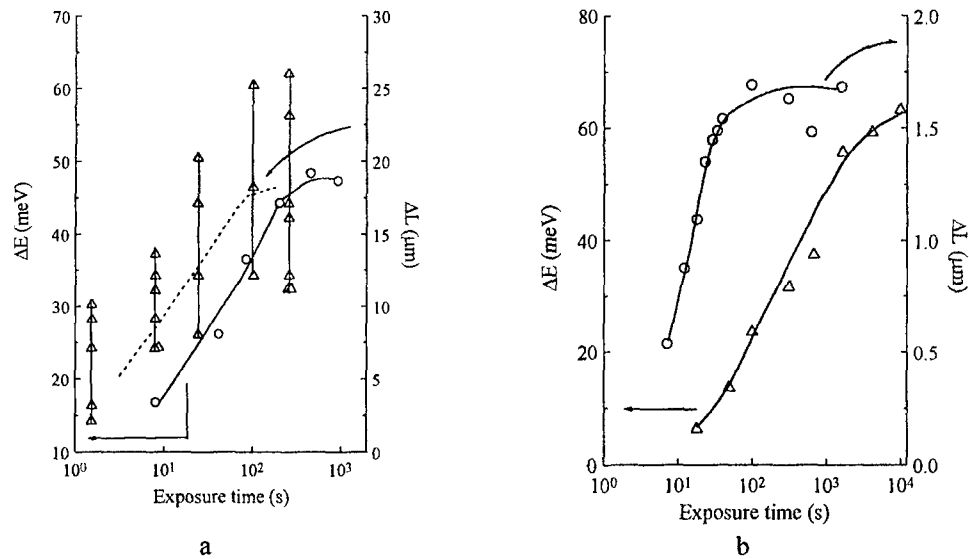 70
60
50
40
30
20
10
ΔE (meV)
30
25
20
15
10
5
0
ΔL (μm)
10⁰ 10¹ 10² 10³
Exposure time (s)
a
80
60
40
20
0
ΔE (meV)
2.0
1.5
1.0
0.5
0.0
ΔL (μm)
10⁰ 10¹ 10² 10³ 10⁴
Exposure time (s)
b